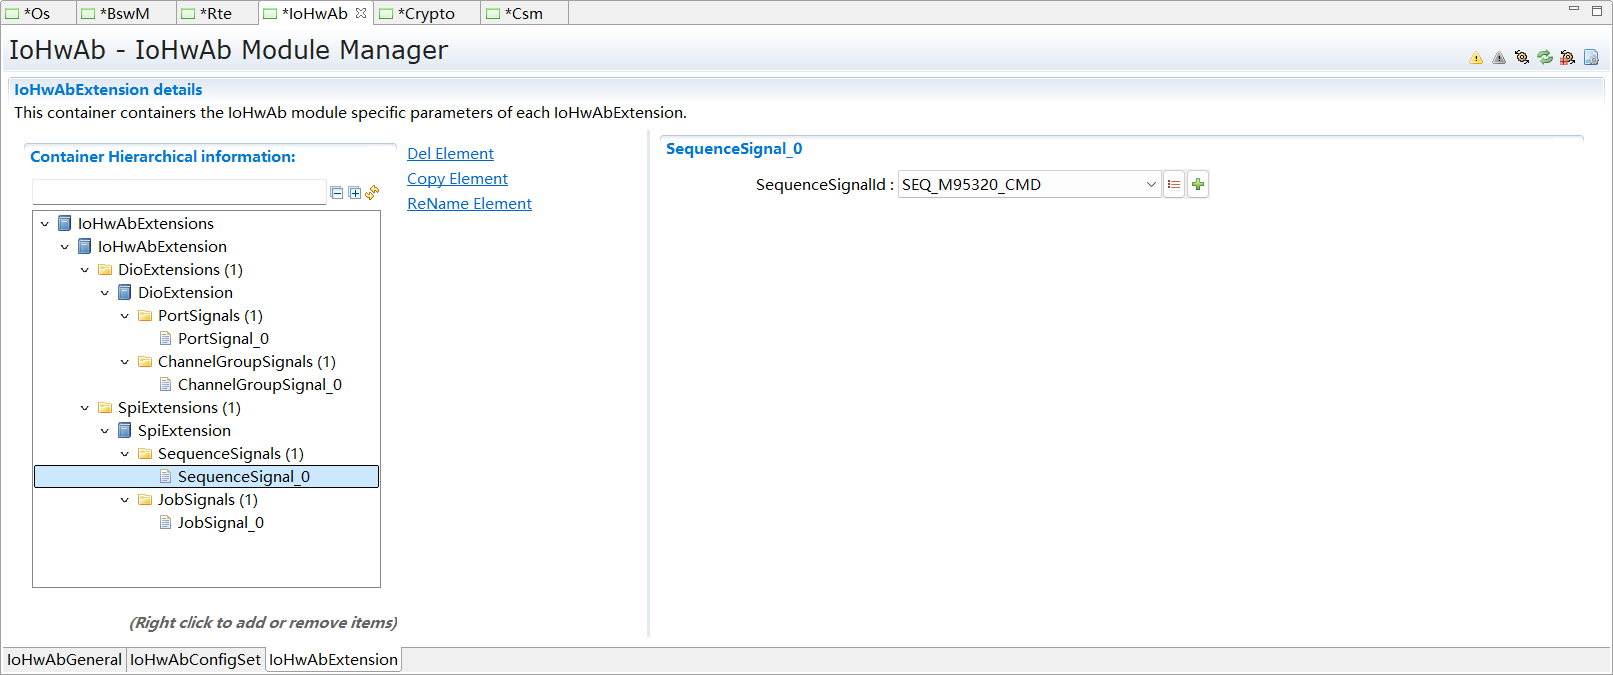 *Os *BswM *Rte *IoHwAb *Crypto *Csm
IoHwAb - IoHwAb Module Manager
IoHwAbExtension details
This container containers the IoHwAb module specific parameters of each IoHwAbExtension.
Container Hierarchical information:
Del Element
Copy Element
ReName Element
IoHwAbExtensions
IoHwAbExtension
DioExtensions (1)
DioExtension
PortSignals (1)
PortSignal_0
ChannelGroupSignals (1)
ChannelGroupSignal_0
SpiExtensions (1)
SpiExtension
SequenceSignals (1)
SequenceSignal_0
JobSignals (1)
JobSignal_0
(Right click to add or remove items)
SequenceSignal_0
SequenceSignalId : SEQ_M95320_CMD
IoHwAbGeneral IoHwAbConfigSet IoHwAbExtension